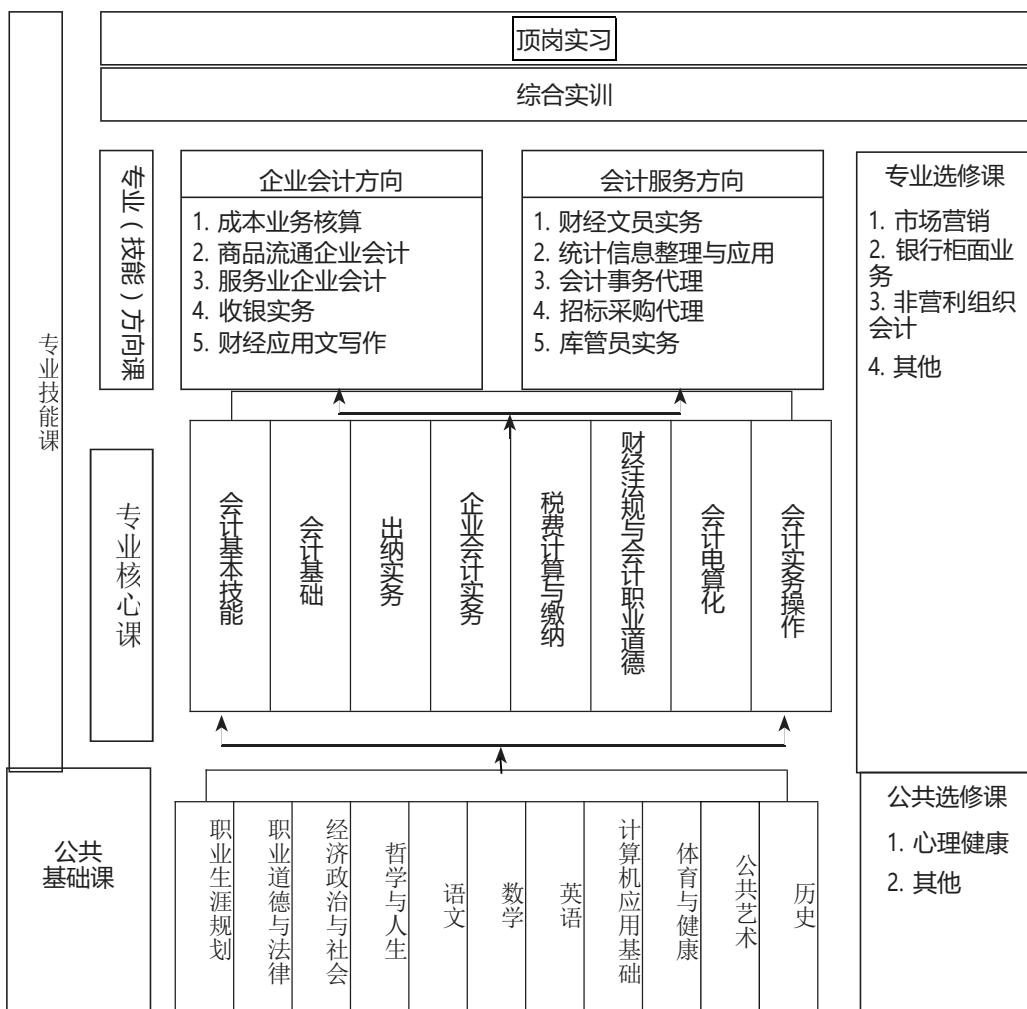 顶岗实习
综合实训
专业技能课
专业（技能）方向课
企业会计方向
1. 成本业务核算
2. 商品流通企业会计
3. 服务业企业会计
4. 收银实务
5. 财经应用文写作
会计服务方向
1. 财经文员实务
2. 统计信息整理与应用
3. 会计事务代理
4. 招标采购代理
5. 库管员实务
专业选修课
1. 市场营销
2. 银行柜面业
务
3. 非营利组织
会计
4. 其他
专业核心课
会计基本技能
会计基础
出纳实务
企业会计实务
税费计算与缴纳
财经法规与会计职业道德
会计电算化
会计实务操作
公共
基础课
职业生涯规划
职业道德与法律
经济政治与社会
哲学与人生
语文
数学
英语
计算机应用基础
体育与健康
公共艺术
历史
公共选修课
1. 心理健康
2. 其他